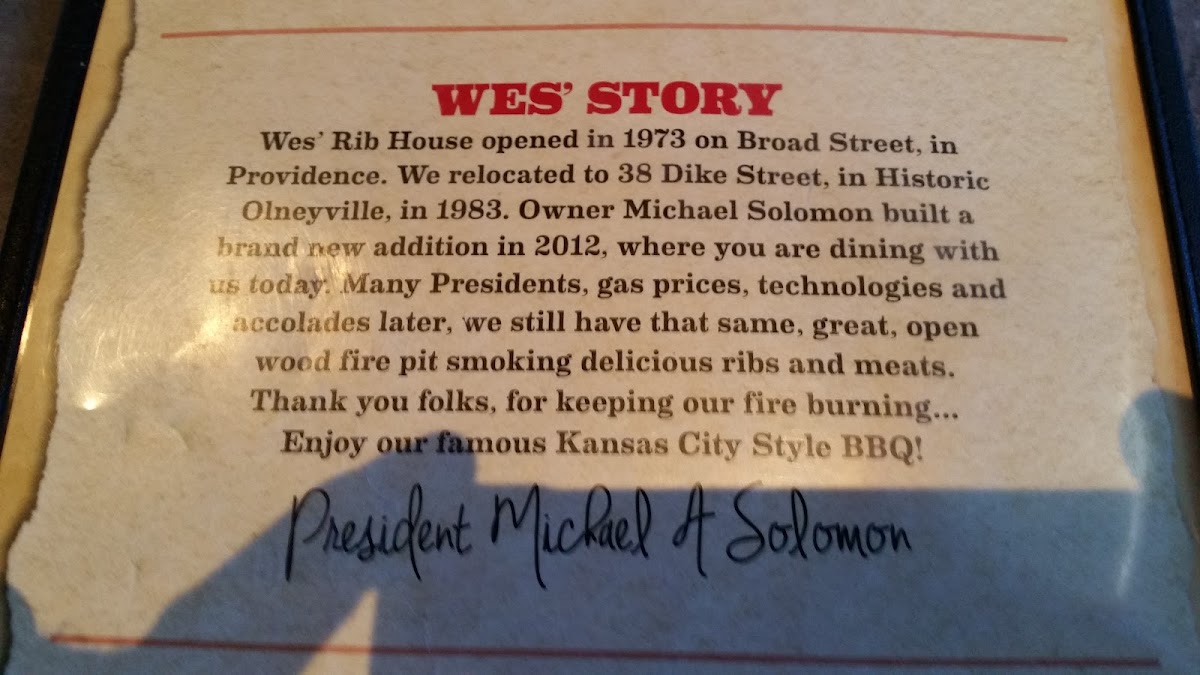 WES' STORY
Wes' Rib House opened in 1973 on Broad Street, in
Providence. We relocated to 38 Dike Street, in Historic
Olneyville, in 1983. Owner Michael Solomon built a
brand new addition in 2012, where you are dining with
us today. Many Presidents, gas prices, technologies and
accolades later, we still have that same, great, open
wood fire pit smoking delicious ribs and meats.
Thank you folks, for keeping our fire burning...
Enjoy our famous Kansas City Style BBQ!
President Michael A Solomon